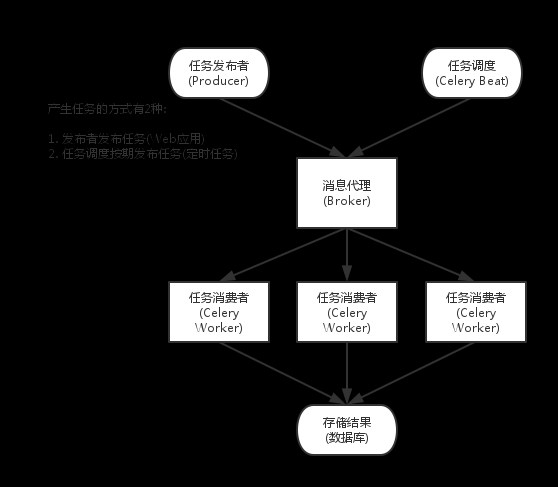 任务发布者
(Producer)
任务调度
(Celery Beat)
产生任务的方式有2种:
1. 发布者发布任务(Web应用)
2. 任务调度按期发布任务(定时任务)
消息代理
(Broker)
任务消费者
(Celery
Worker)
任务消费者
(Celery
Worker)
任务消费者
(Celery
Worker)
存储结果
(数据库)